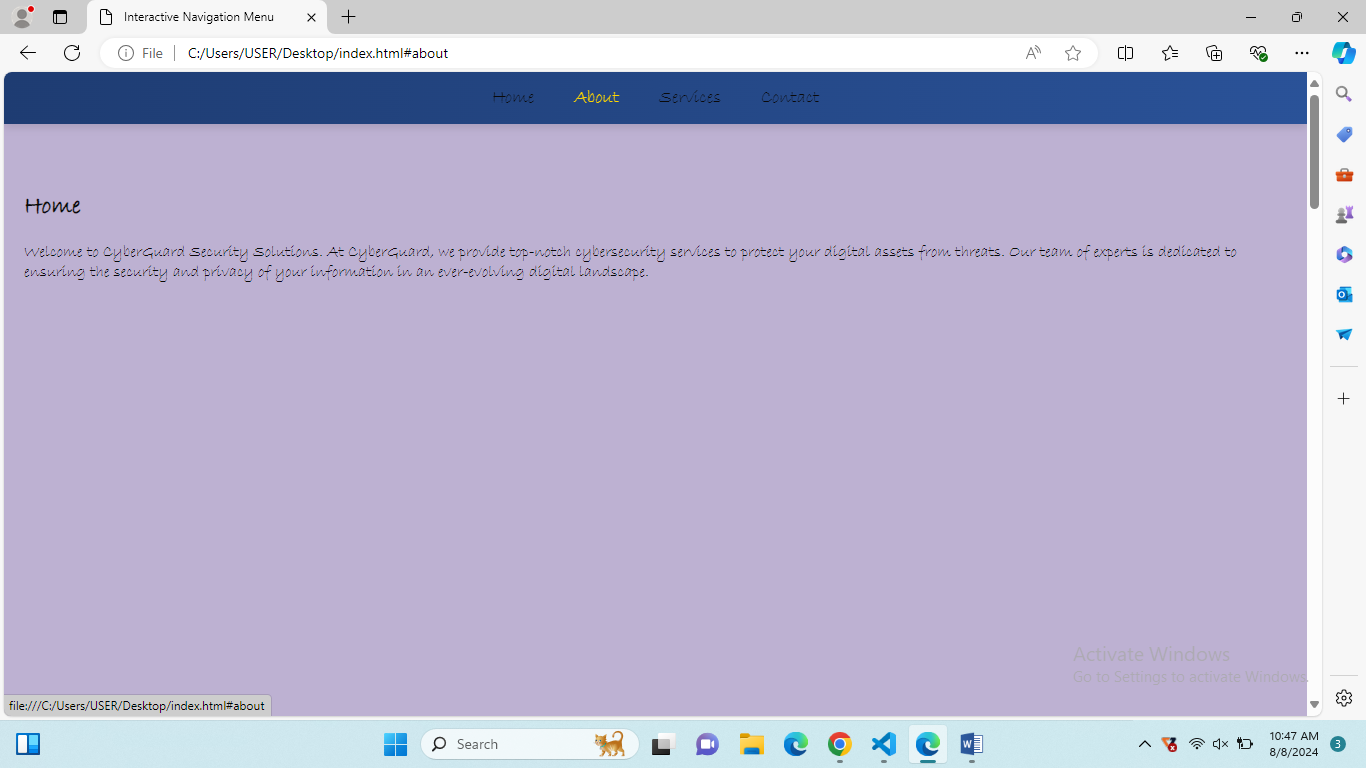 Interactive Navigation Menu
File
C:/Users/USER/Desktop/index.html#about
Home About Services Contact
Home
Welcome to CyberGuard Security Solutions. At CyberGuard, we provide top-notch cybersecurity services to protect your digital assets from threats. Our team of experts is dedicated to
ensuring the security and privacy of your information in an ever-evolving digital landscape.
Activate Windows
Go to Settings to activate Windows.
file:///C:/Users/USER/Desktop/index.html#about
Search
10:47 AM
8/8/2024
3